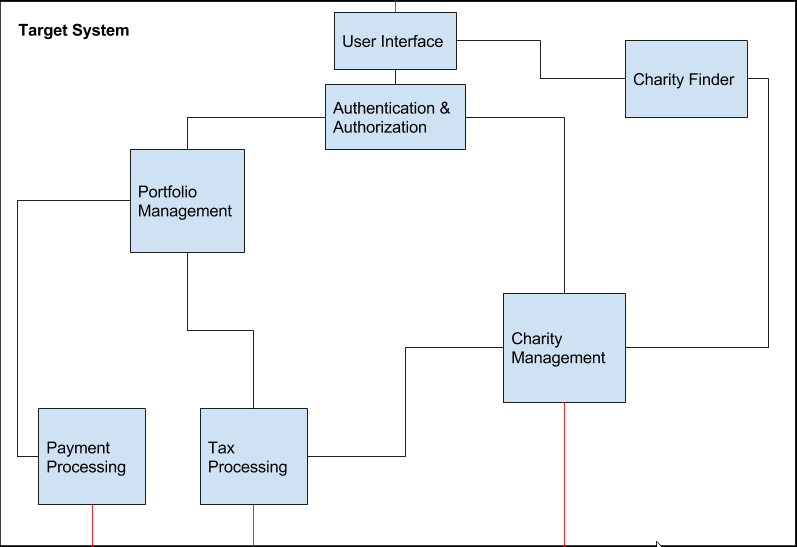 Target System
User Interface
Charity Finder
Authentication &
Authorization
Portfolio
Management
Charity
Management
Payment
Processing
Tax
Processing